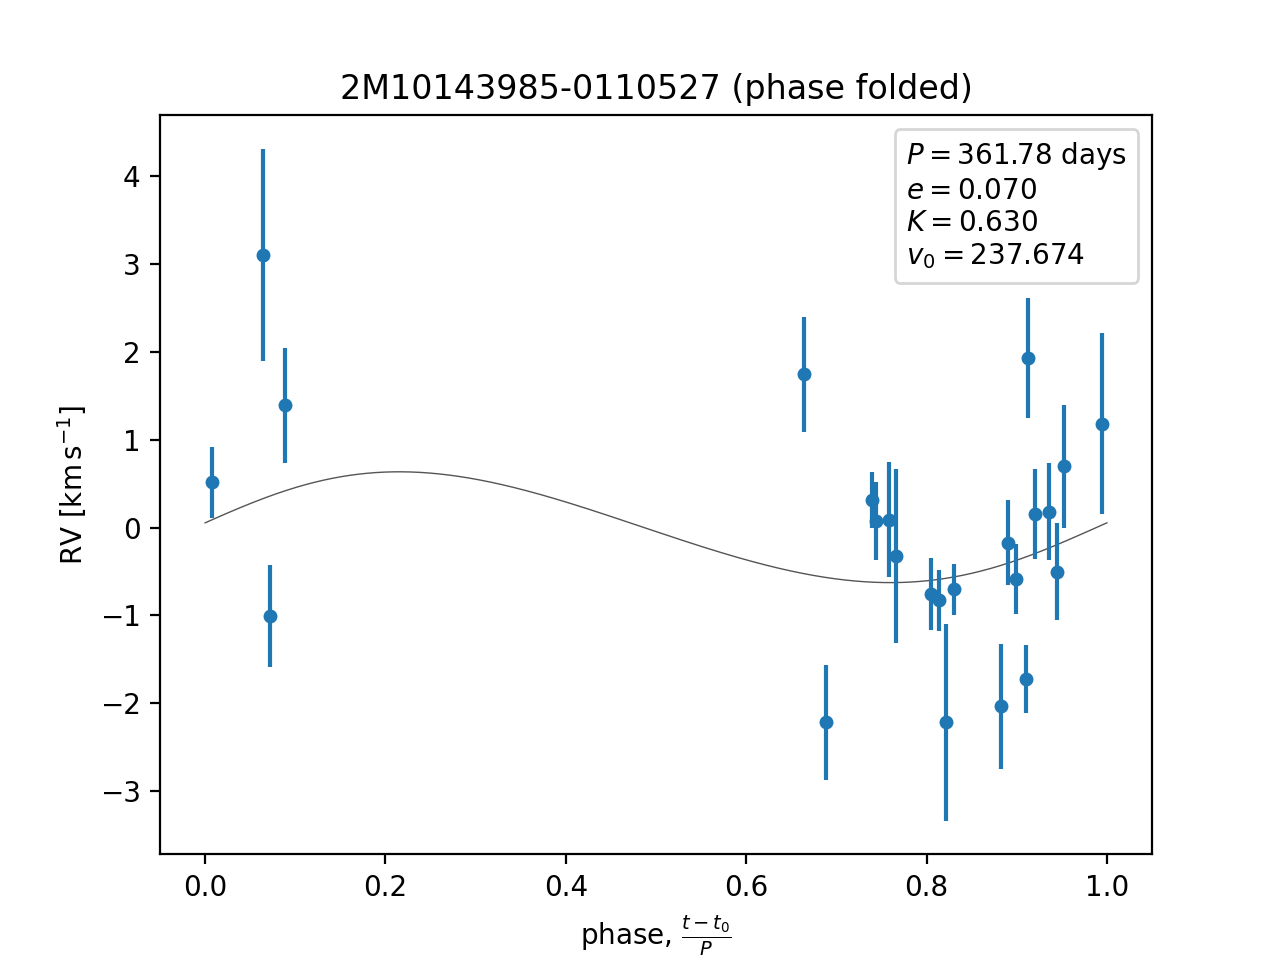 2M10143985-0110527 (phase folded)
P = 361.78 days
e = 0.070
K = 0.630
v₀ = 237.674
RV [km s⁻¹]
4
3
2
1
0
−1
−2
−3
0.0 0.2 0.4 0.6 0.8 1.0
phase, (t − t₀)/P